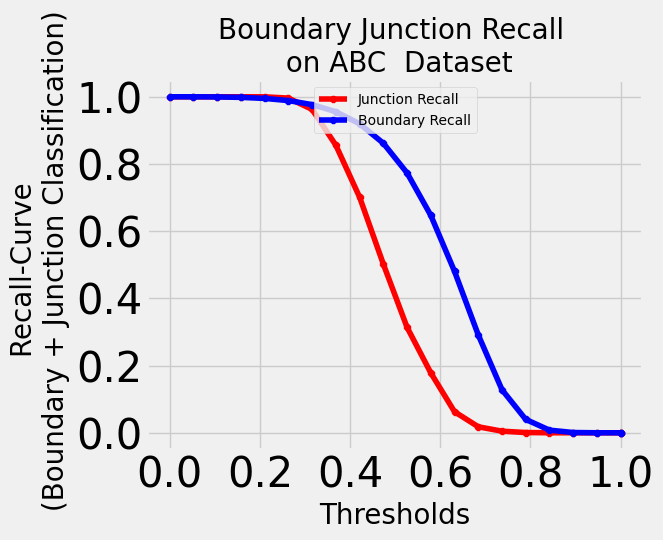 Boundary Junction Recall
on ABC  Dataset
Recall-Curve
(Boundary + Junction Classification)
1.0
0.8
0.6
0.4
0.2
0.0
Junction Recall
Boundary Recall
0.0 0.2 0.4 0.6 0.8 1.0
Thresholds